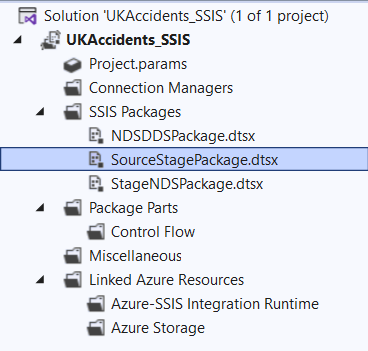 Solution 'UKAccidents_SSIS' (1 of 1 project)
UKAccidents_SSIS
Project.params
Connection Managers
SSIS Packages
NDSDDSPackage.dtsx
SourceStagePackage.dtsx
StageNDSPackage.dtsx
Package Parts
Control Flow
Miscellaneous
Linked Azure Resources
Azure-SSIS Integration Runtime
Azure Storage